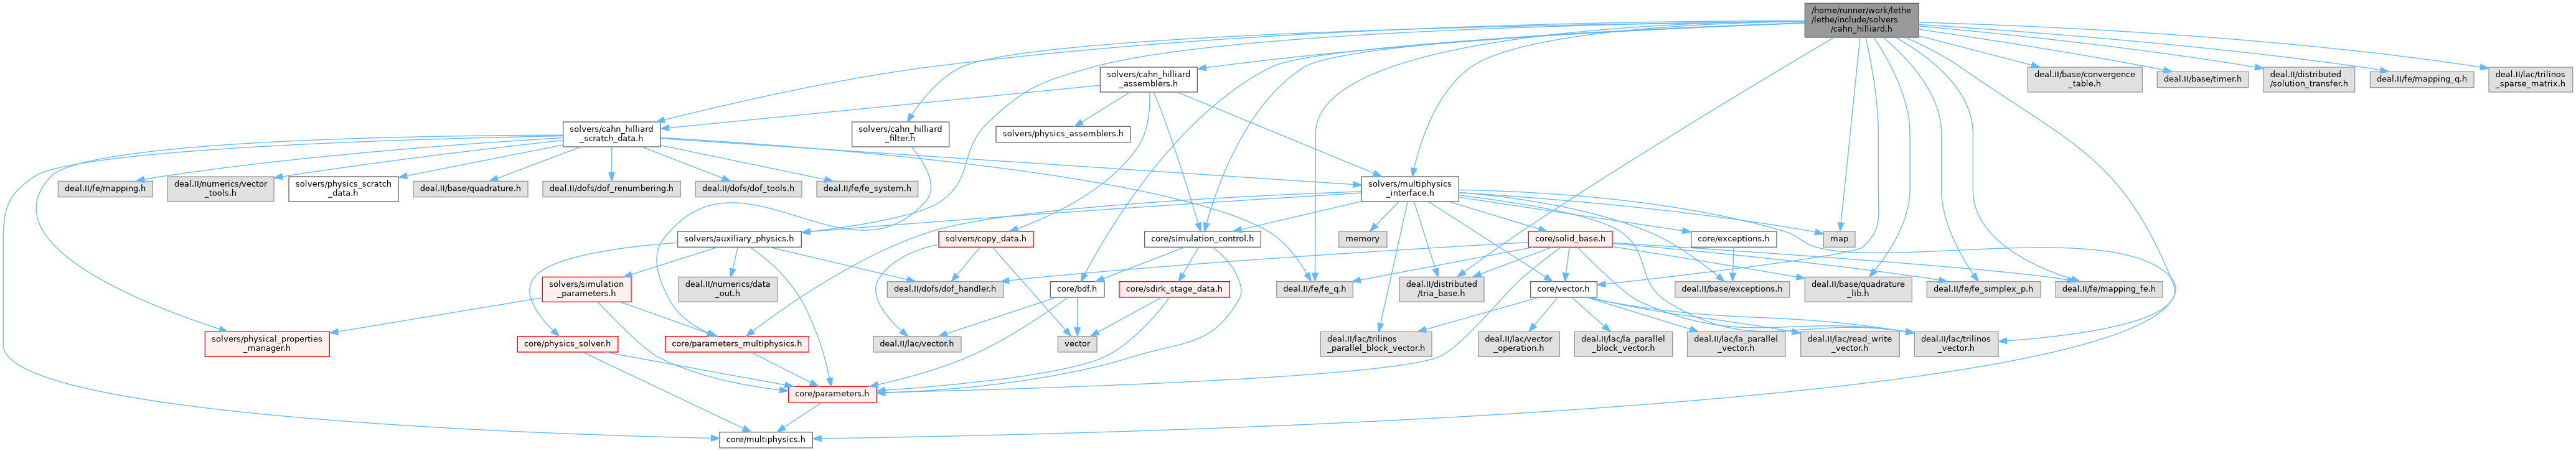 /home/runner/work/lethe
/lethe/include/solvers
/cahn_hilliard.h
solvers/cahn_hilliard
_assemblers.h
deal.II/base/convergence
_table.h
deal.II/base/timer.h
deal.II/distributed
/solution_transfer.h
deal.II/fe/mapping_q.h
deal.II/lac/trilinos
_sparse_matrix.h
solvers/cahn_hilliard
_scratch_data.h
solvers/cahn_hilliard
_filter.h
solvers/physics_assemblers.h
deal.II/fe/mapping.h
deal.II/numerics/vector
_tools.h
solvers/physics_scratch
_data.h
deal.II/base/quadrature.h
deal.II/dofs/dof_renumbering.h
deal.II/dofs/dof_tools.h
deal.II/fe/fe_system.h
solvers/multiphysics
_interface.h
solvers/auxiliary_physics.h
solvers/copy_data.h
core/simulation_control.h
memory
core/solid_base.h
core/exceptions.h
map
solvers/simulation
_parameters.h
deal.II/numerics/data
_out.h
deal.II/dofs/dof_handler.h
core/bdf.h
core/sdirk_stage_data.h
deal.II/fe/fe_q.h
deal.II/distributed
/tria_base.h
core/vector.h
deal.II/base/exceptions.h
deal.II/base/quadrature
_lib.h
deal.II/fe/fe_simplex_p.h
deal.II/fe/mapping_fe.h
solvers/physical_properties
_manager.h
core/physics_solver.h
core/parameters_multiphysics.h
deal.II/lac/vector.h
vector
deal.II/lac/trilinos
_parallel_block_vector.h
deal.II/lac/vector
_operation.h
deal.II/lac/la_parallel
_block_vector.h
deal.II/lac/la_parallel
_vector.h
deal.II/lac/read_write
_vector.h
deal.II/lac/trilinos
_vector.h
core/parameters.h
core/multiphysics.h